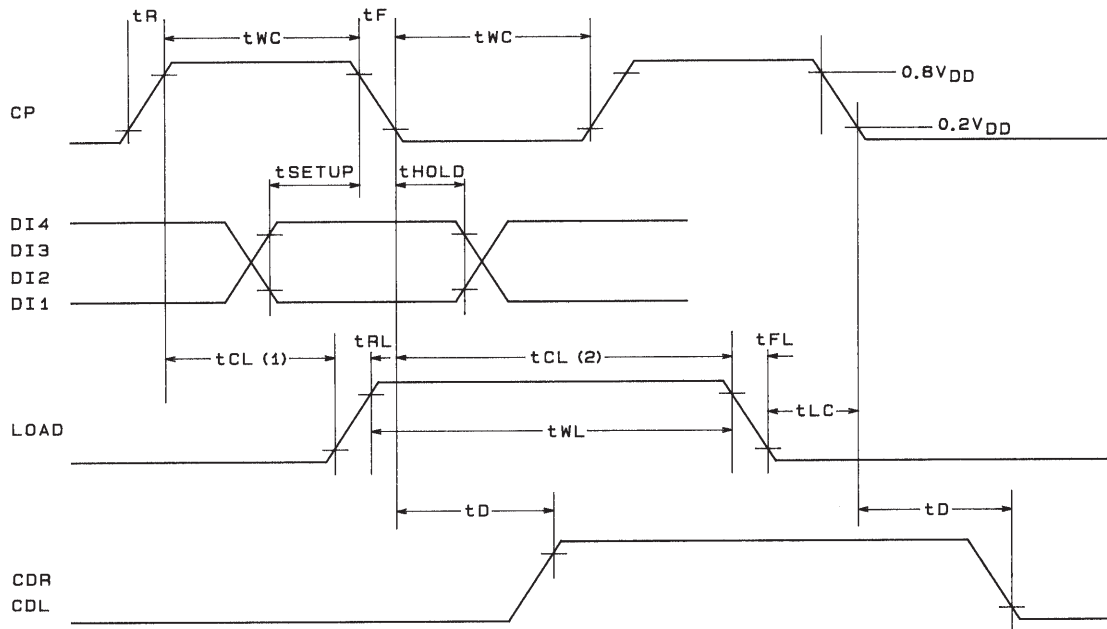 tR
tF
tWC
tWC
0.8VDD
CP
0.2VDD
tSETUP
tHOLD
DI4
DI3
DI2
DI1
tRL
tFL
tCL (1)
tCL (2)
tLC
LOAD
tWL
tD
tD
CDR
CDL